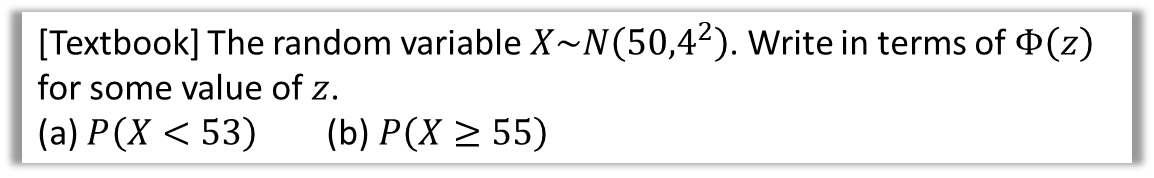 [Textbook] The random variable X~N(50,4²). Write in terms of Φ(z)
for some value of z.
(a) P(X < 53) (b) P(X ≥ 55)